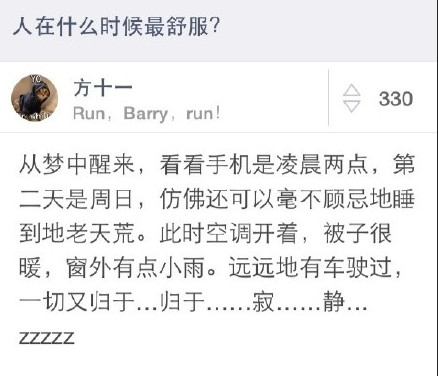 人在什么时候最舒服?
YO
方十一
Run，Barry，run!
330
从梦中醒来，看看手机是凌晨两点，第
二天是周日，仿佛还可以毫不顾忌地睡
到地老天荒。此时空调开着，被子很
暖，窗外有点小雨。远远地有车驶过，
一切又归于...归于......寂......静...
zzzzz